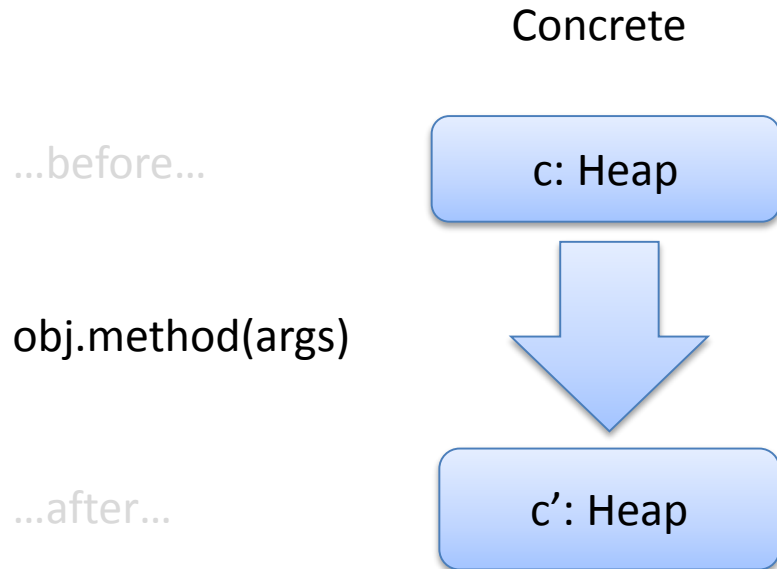 Concrete
...before...
c: Heap
obj.method(args)
...after...
c’: Heap